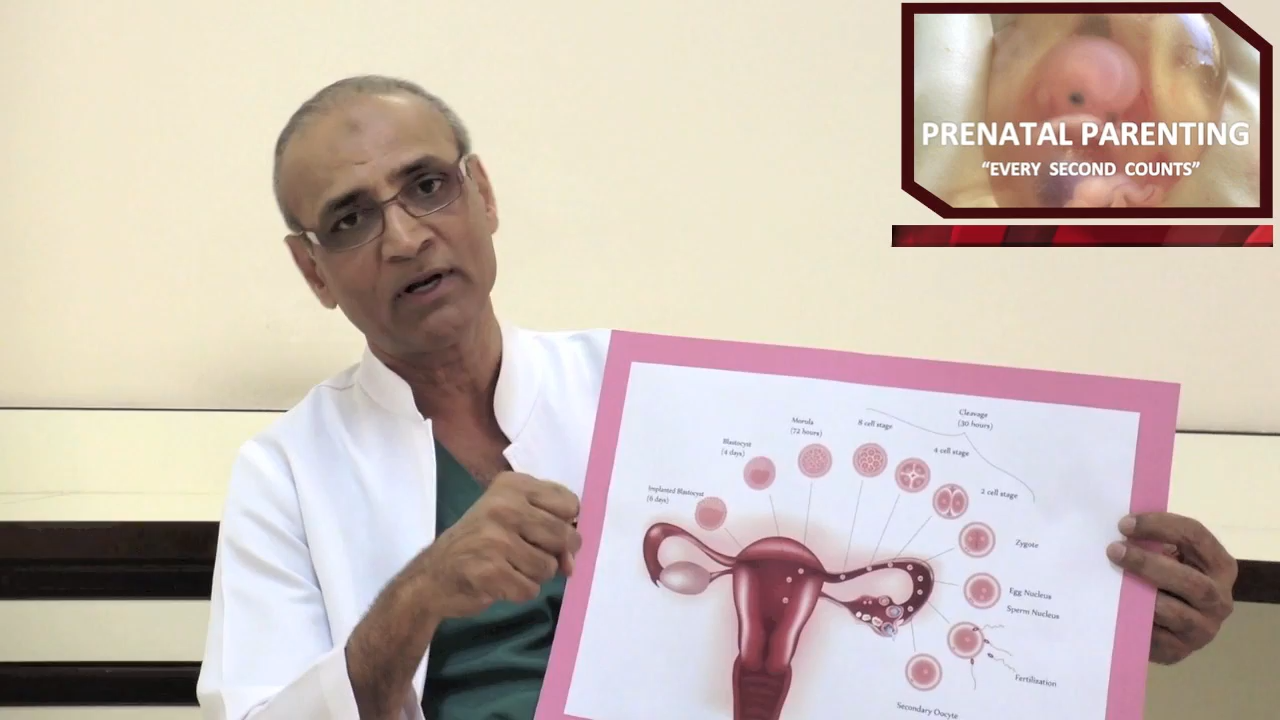 PRENATAL PARENTING
“EVERY SECOND COUNTS”
Cleavage
(30 hours)
8 cell stage
Morula
(72 hours)
4 cell stage
Blastocyst
(4 days)
2 cell stage
Implanted Blastocyst
(6 days)
Zygote
Egg Nucleus
Sperm Nucleus
Fertilization
Secondary Oocyte